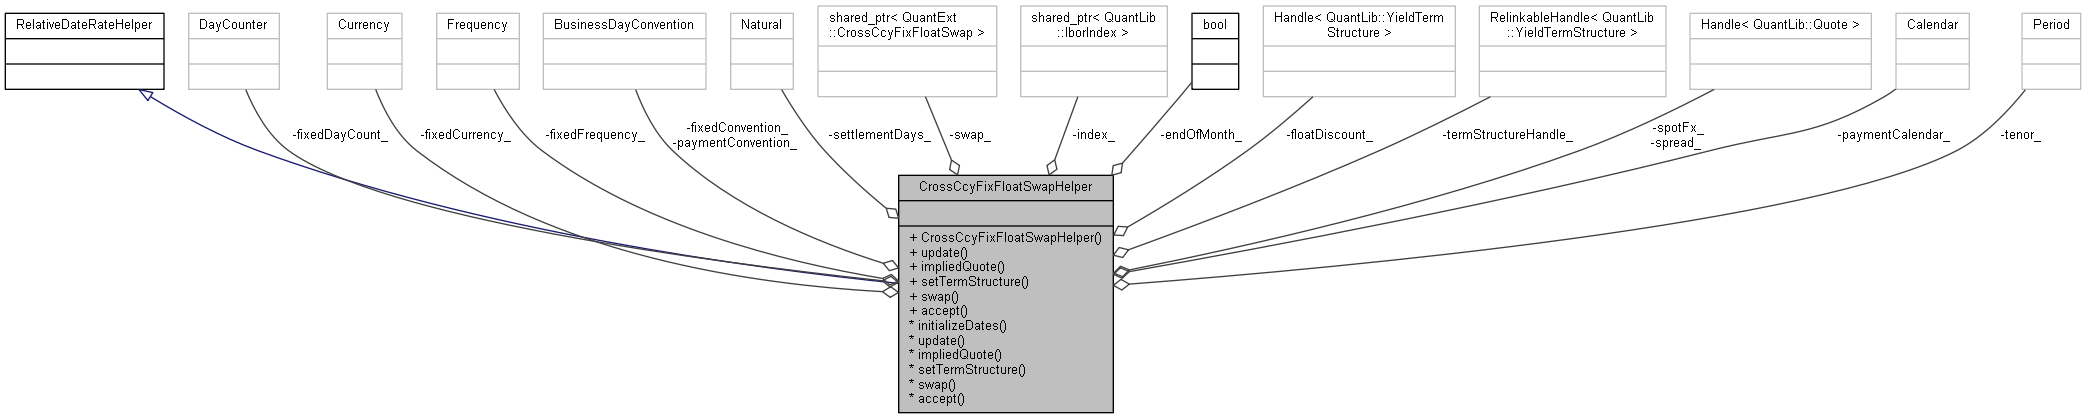 RelativeDateRateHelper
DayCounter
Currency
Frequency
BusinessDayConvention
Natural
shared_ptr< QuantExt
::CrossCcyFixFloatSwap >
shared_ptr< QuantLib
::IborIndex >
bool
Handle< QuantLib::YieldTerm
Structure >
RelinkableHandle< QuantLib
::YieldTermStructure >
Handle< QuantLib::Quote >
Calendar
Period
-fixedDayCount_
-fixedCurrency_
-fixedFrequency_
-fixedConvention_
-paymentConvention_
-settlementDays_
-swap_
-index_
-endOfMonth_
-floatDiscount_
-termStructureHandle_
-spotFx_
-spread_
-paymentCalendar_
-tenor_
CrossCcyFixFloatSwapHelper
+ CrossCcyFixFloatSwapHelper()
+ update()
+ impliedQuote()
+ setTermStructure()
+ swap()
+ accept()
* initializeDates()
* update()
* impliedQuote()
* setTermStructure()
* swap()
* accept()